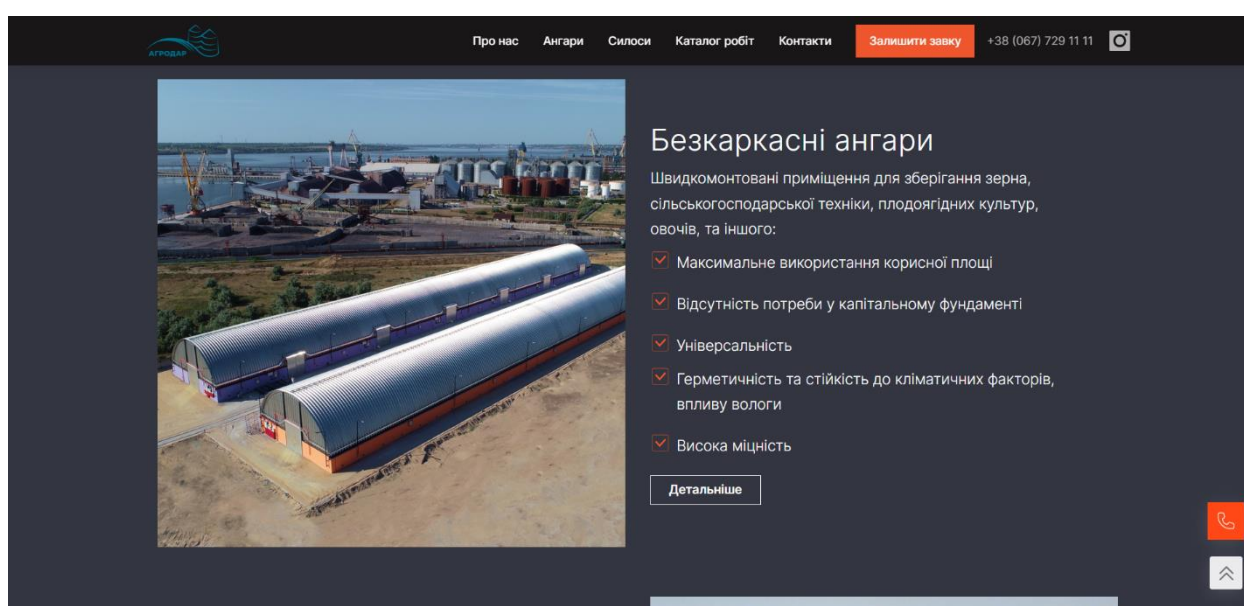 АГРОДАР
Про нас Ангари Силоси Каталог робіт Контакти Залишити завку +38 (067) 729 11 11
Безкаркасні ангари
Швидкомонтовані приміщення для зберігання зерна,
сільськогосподарської техніки, плодоягідних культур,
овочів, та іншого:
Максимальне використання корисної площі
Відсутність потреби у капітальному фундаменті
Універсальність
Герметичність та стійкість до кліматичних факторів,
впливу вологи
Висока міцність
Детальніше